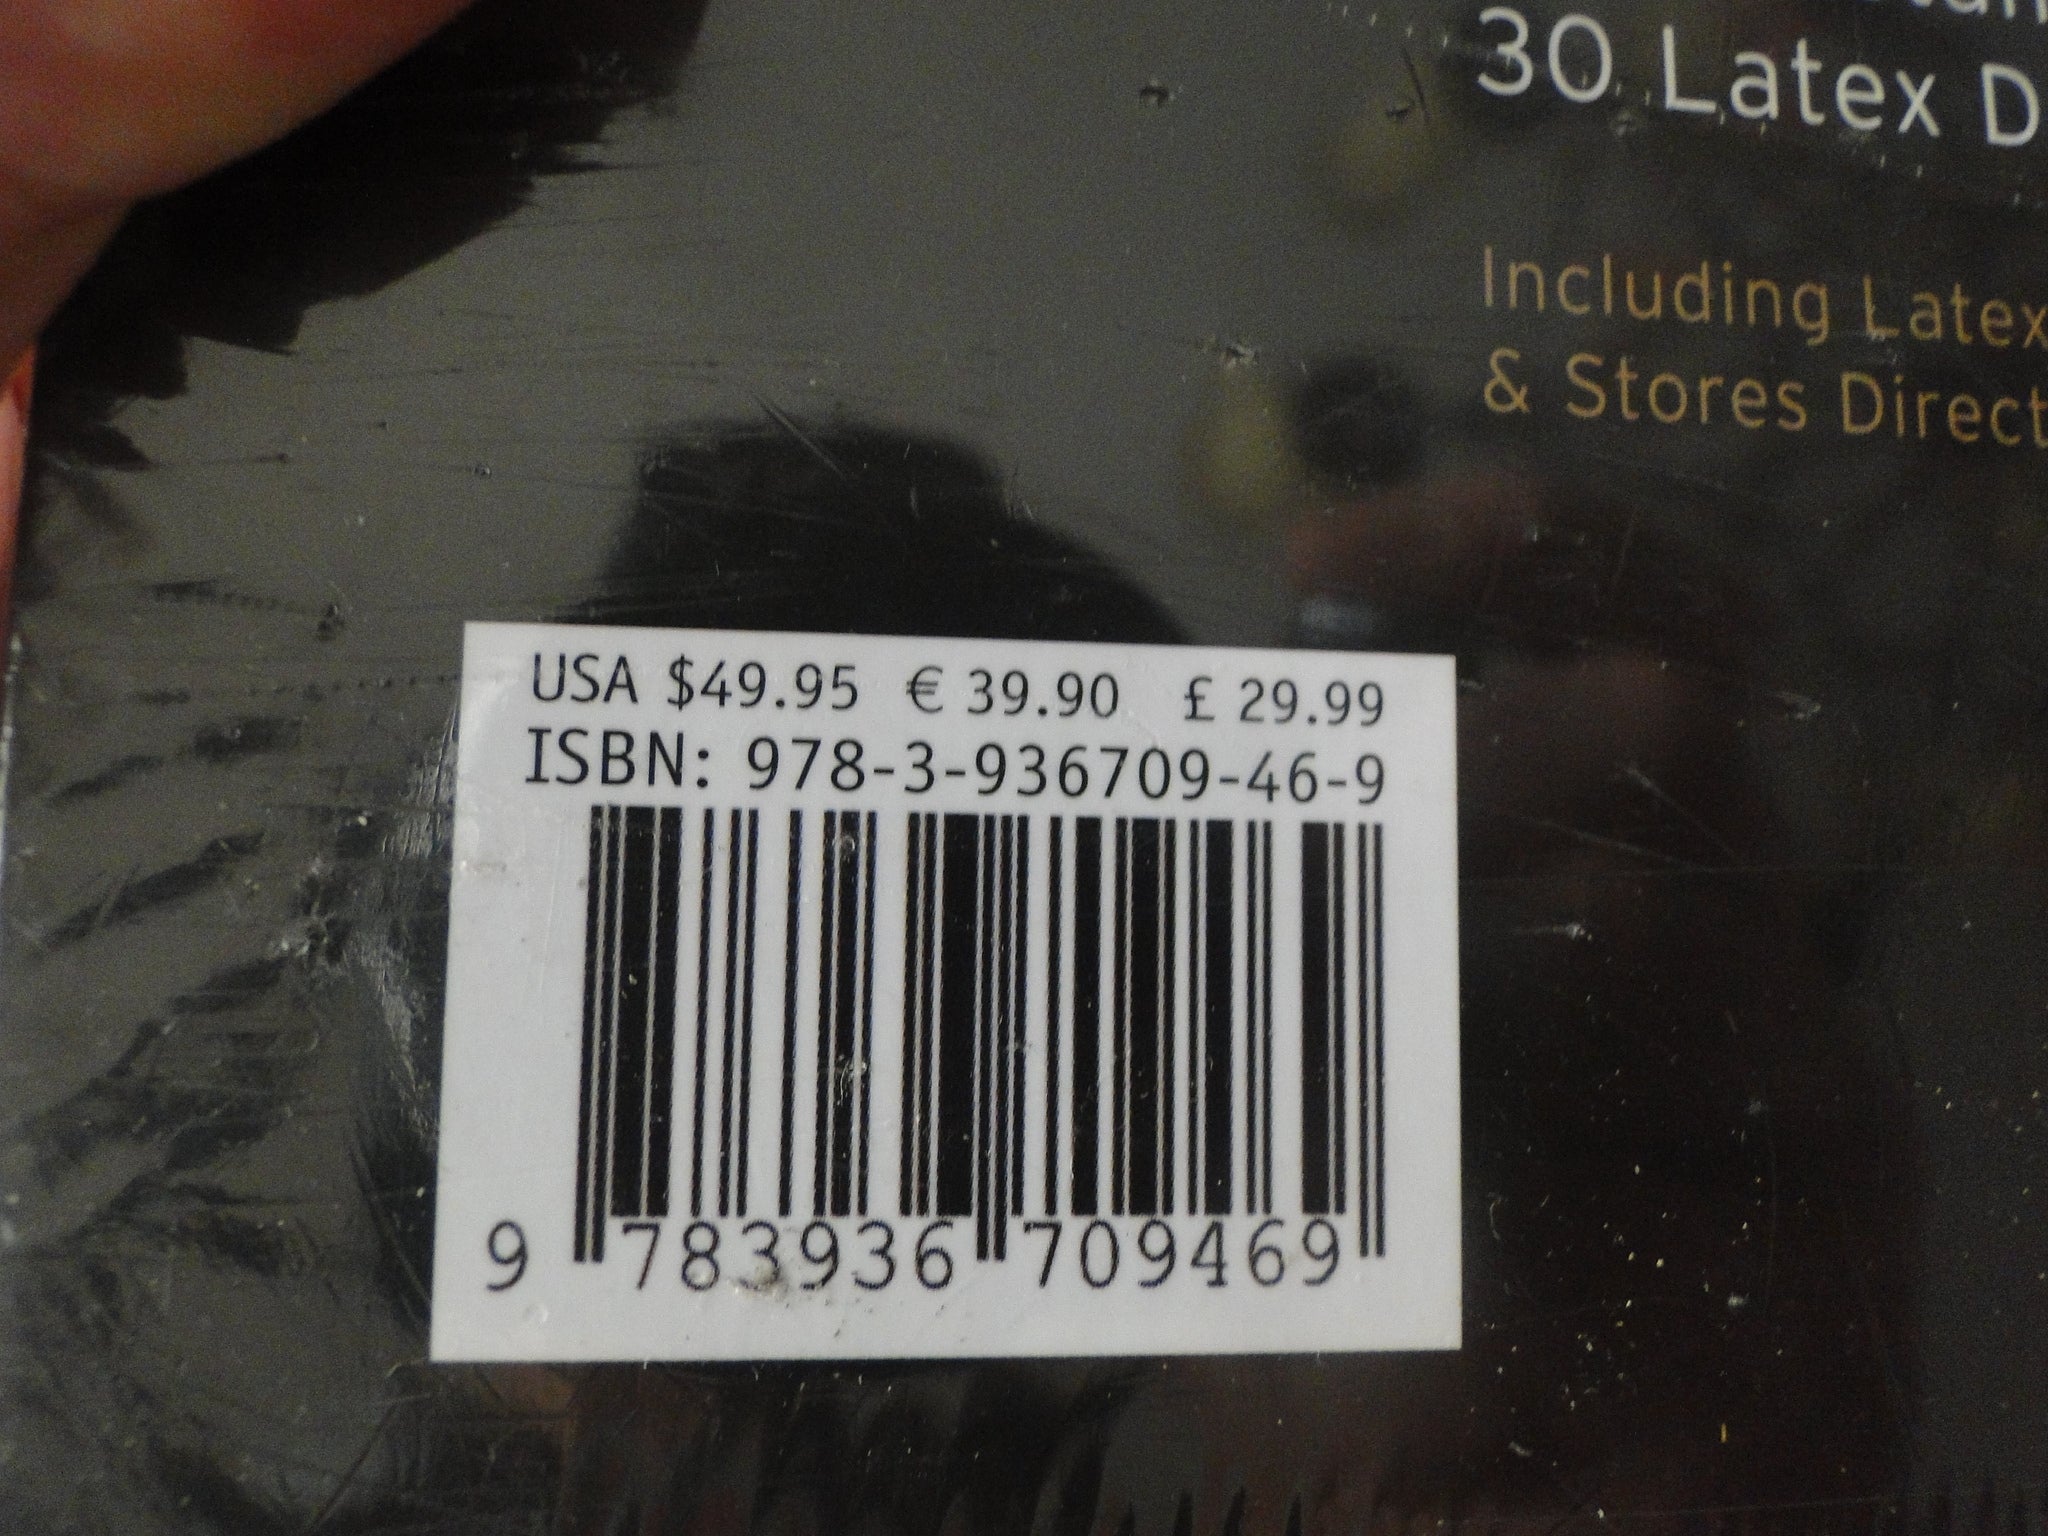 30 Latex D
Including Latex
& Stores Direct
USA $49.95 € 39.90 £ 29.99
ISBN: 978-3-936709-46-9
9 783936 709469